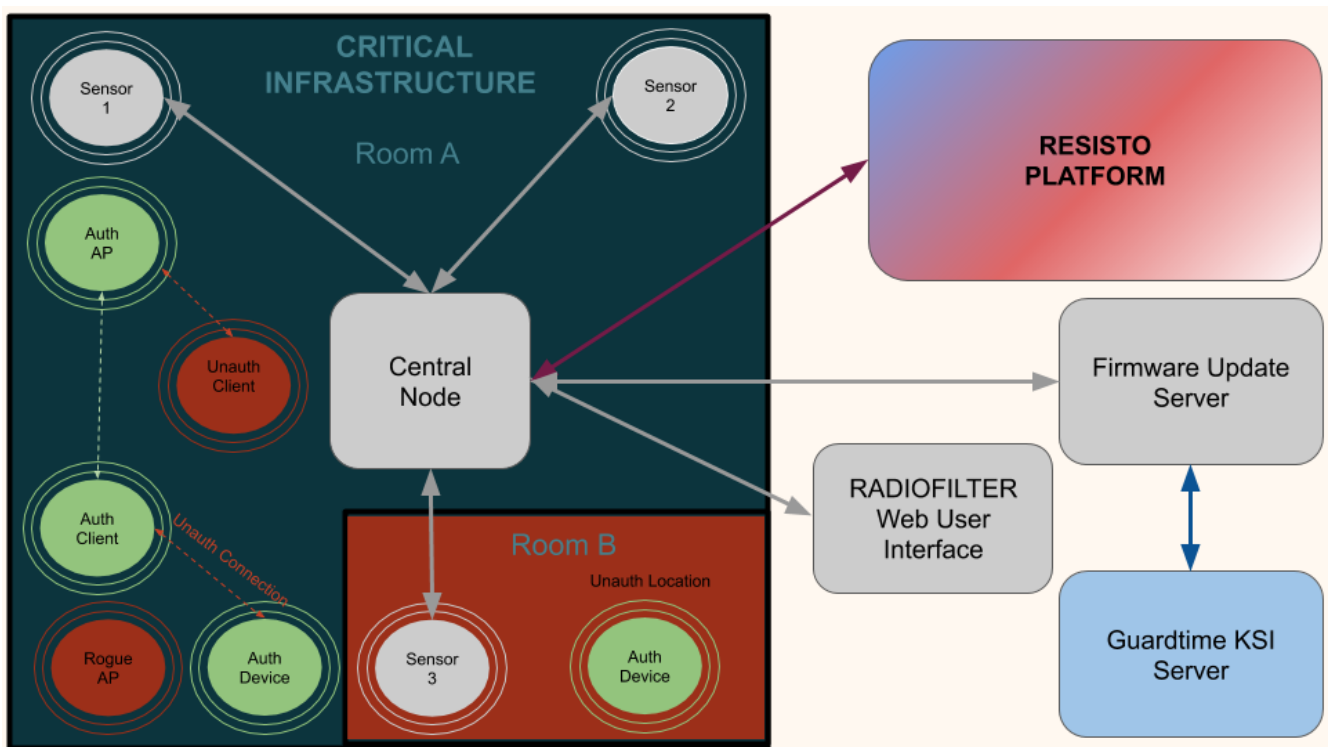 CRITICAL
INFRASTRUCTURE
Room A
Sensor
1
Sensor
2
RESISTO
PLATFORM
Auth
AP
Unauth
Client
Central
Node
Firmware Update
Server
RADIOFILTER
Web User
Interface
Auth
Client
Unauth Connection
Room B
Unauth Location
Rogue
AP
Auth
Device
Sensor
3
Auth
Device
Guardtime KSI
Server